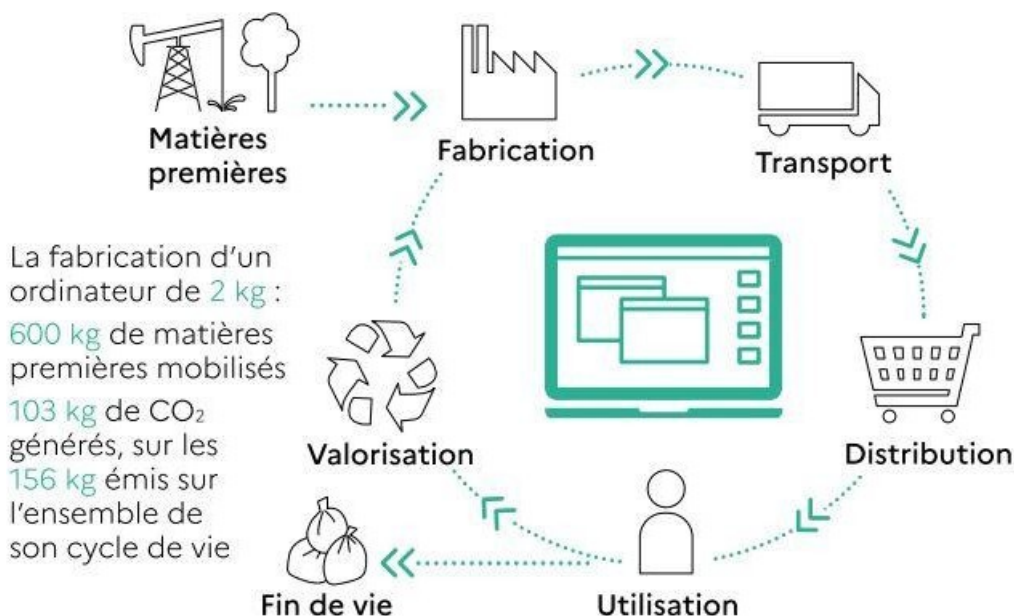 Matières
premières
Fabrication
Transport
La fabrication d'un
ordinateur de 2 kg :
600 kg de matières
premières mobilisés
103 kg de CO₂
générés, sur les
156 kg émis sur
l'ensemble de
son cycle de vie
Valorisation
Distribution
Fin de vie
Utilisation